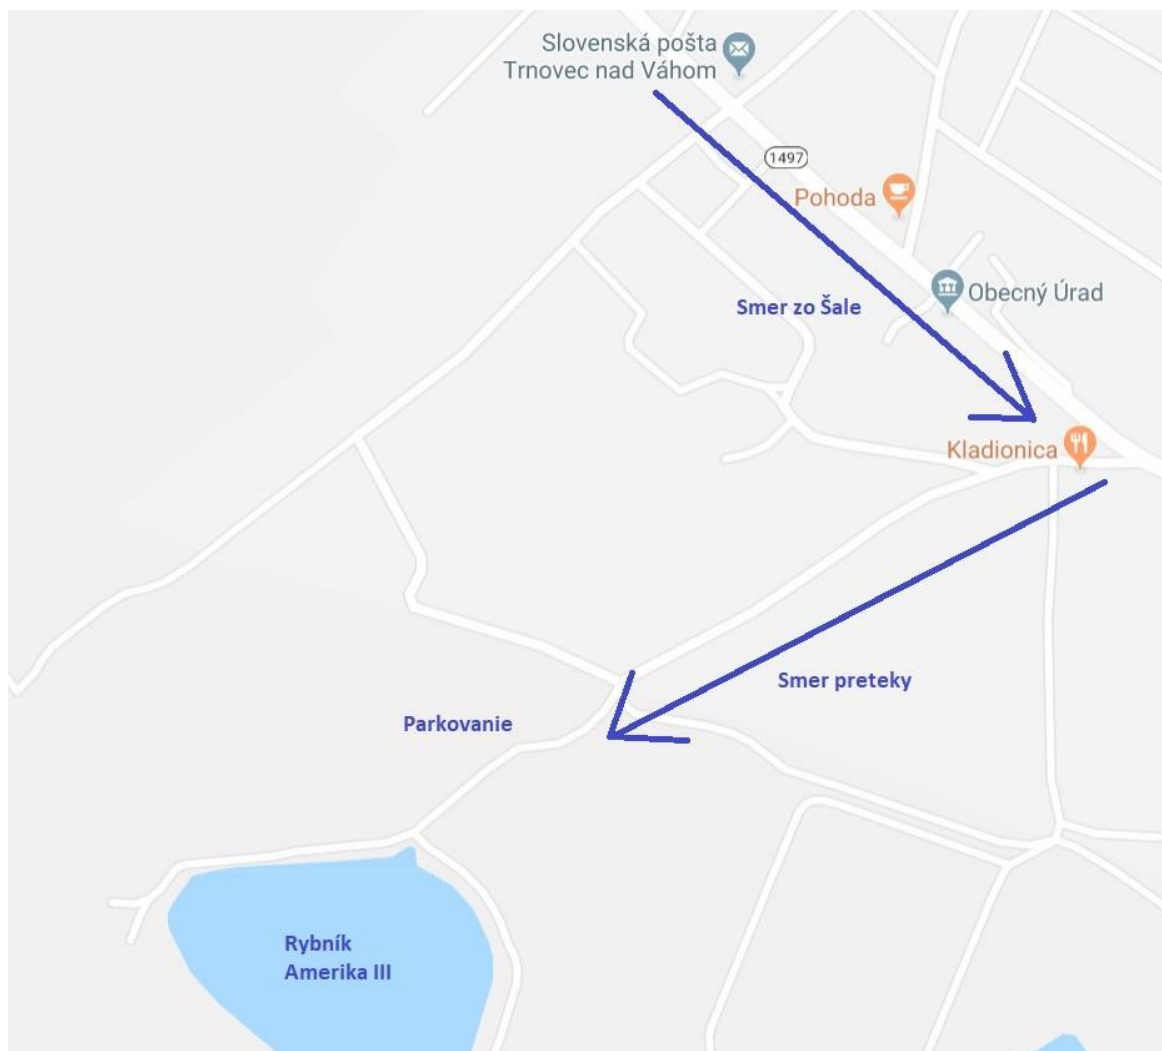 Slovenská pošta
Trnovec nad Váhom
1497
Pohoda
Obecný Úrad
Smer zo Šale
Kladionica
Smer preteky
Parkovanie
Rybník
Amerika III